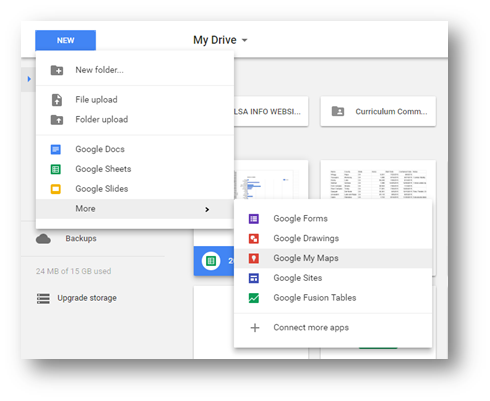 NEW
My Drive
New folder...
File upload
Folder upload
Google Docs
Google Sheets
Google Slides
More
LSA INFO WEBSI...
Curriculum Comm...
Google Forms
Google Drawings
Google My Maps
Google Sites
Google Fusion Tables
Connect more apps
Backups
24 MB of 15 GB used
Upgrade storage